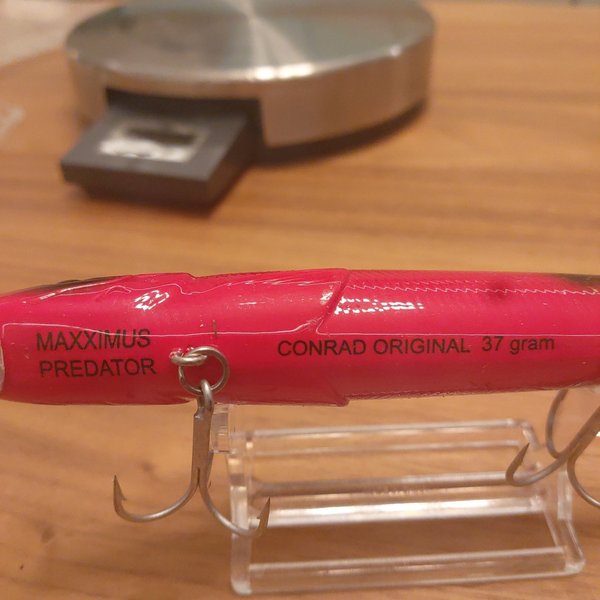 MAXXIMUS
PREDATOR
CONRAD ORIGINAL 37 gram